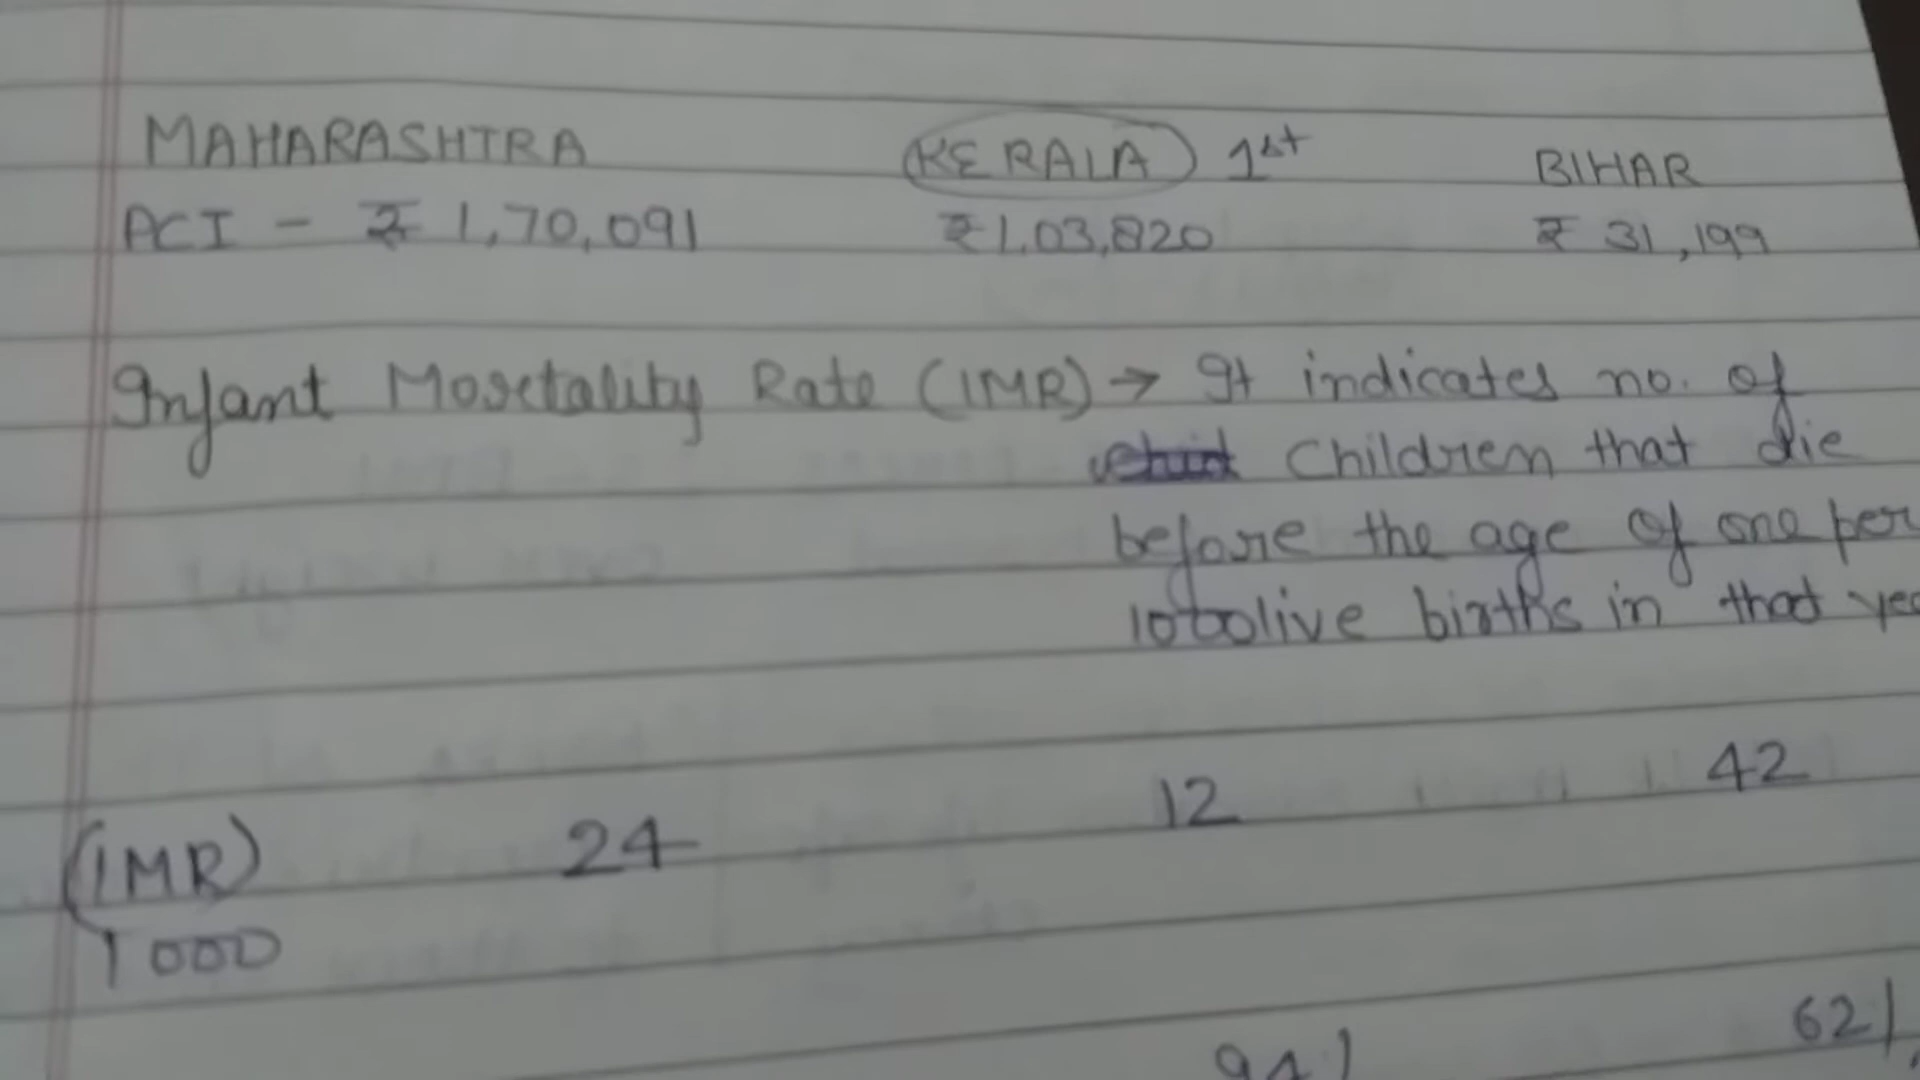 MAHARASHTRA KERALA 1st BIHAR
ACI - ₹ 1,70,091 ₹1,03,820 ₹ 31,199
Infant Mortality Rate (IMR) → It indicates no. of
Children that die
before the age of one per
1000 live births in that
24 12 42
(IMR)
1000
94 62